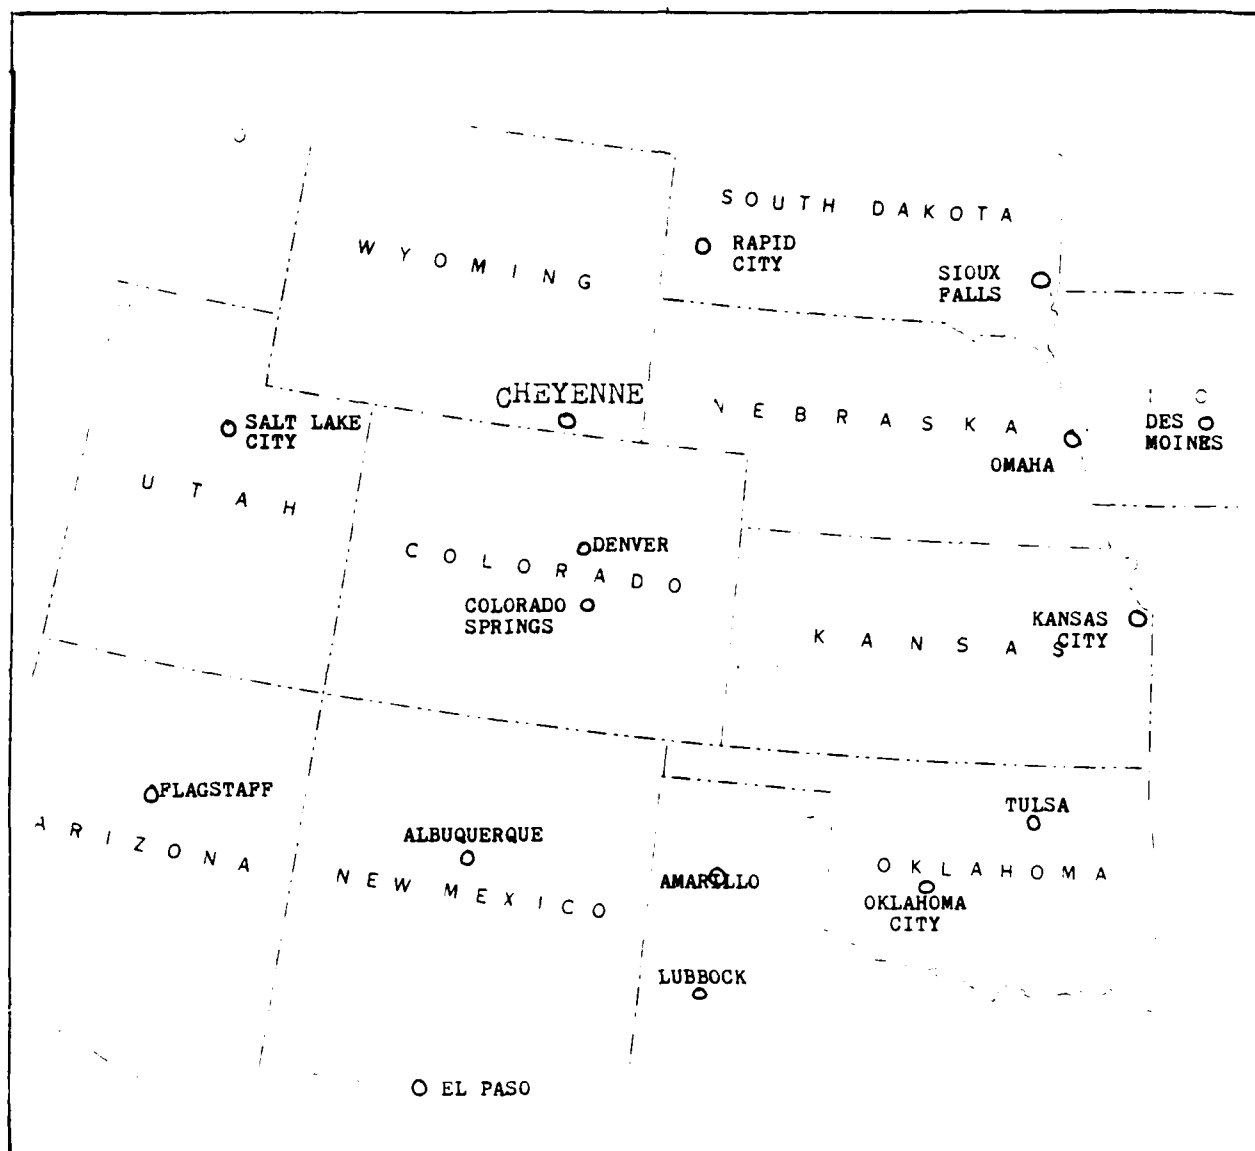 SOUTH DAKOTA
WYOMING
RAPID
CITY
SIOUX
FALLS
CHEYENNE
NEBRASKA
SALT LAKE
CITY
DES
MOINES
OMAHA
UTAH
DENVER
COLORADO
COLORADO
SPRINGS
KANSAS
KANSAS
CITY
FLAGSTAFF
TULSA
ARIZONA
ALBUQUERQUE
NEW MEXICO
AMARILLO
OKLAHOMA
OKLAHOMA
CITY
LUBBOCK
EL PASO